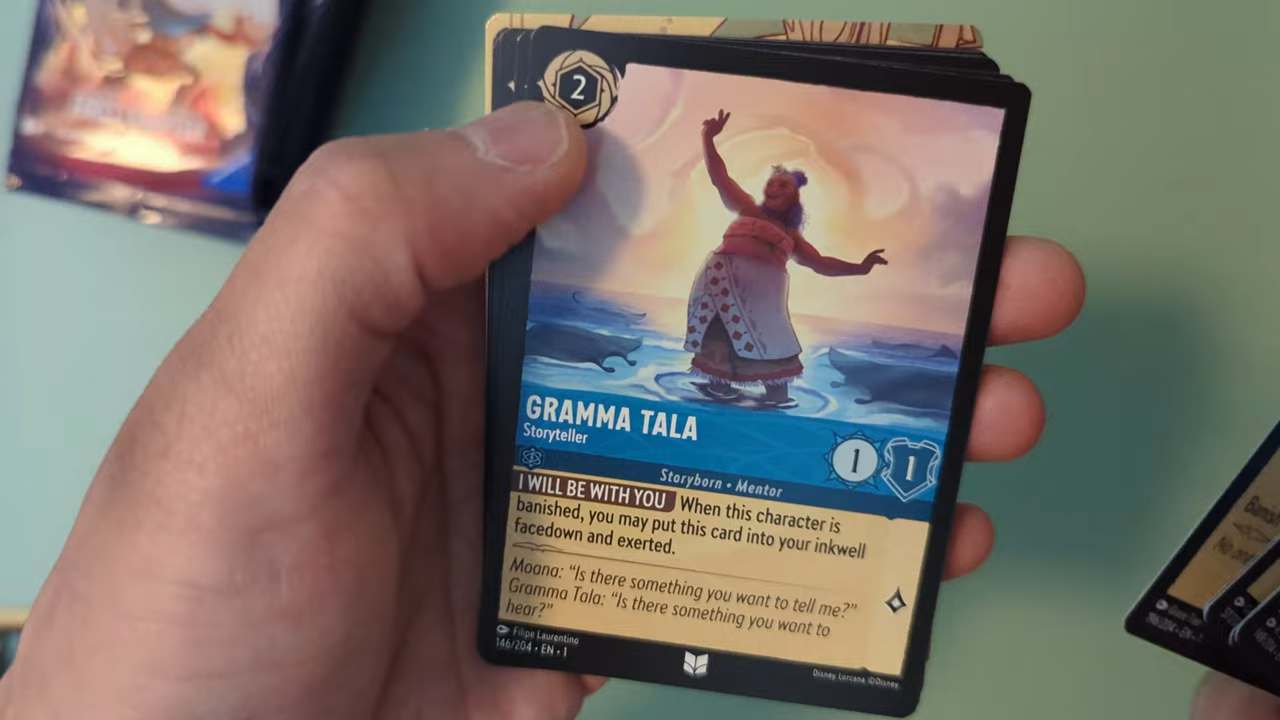 2
GRAMMA TALA
Storyteller
1
1
Storyborn • Mentor
I WILL BE WITH YOU When this character is
banished, you may put this card into your inkwell
facedown and exerted.
Moana: “Is there something you want to tell me?”
Gramma Tala: “Is there something you want to
hear?”
Filipe Laurentino
146/204 • EN • 1
Disney Lorcana ©Disney